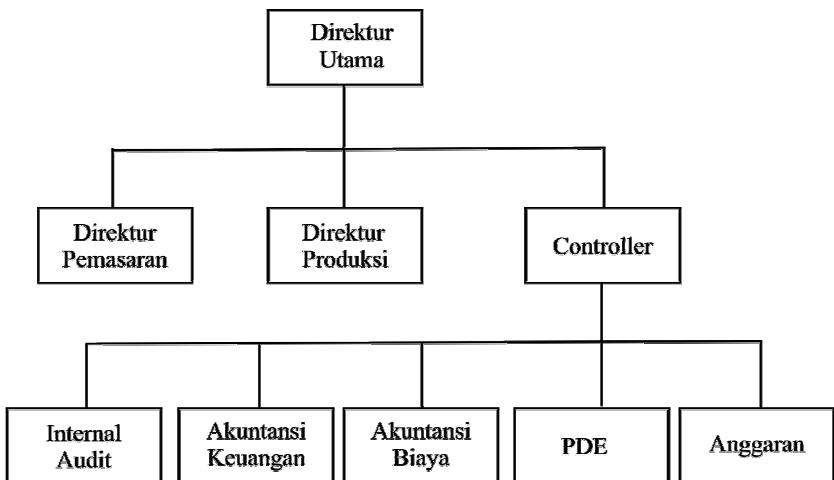 Direktur
Utama
Direktur
Pemasaran
Direktur
Produksi
Controller
Internal
Audit
Akuntansi
Keuangan
Akuntansi
Biaya
PDE
Anggaran